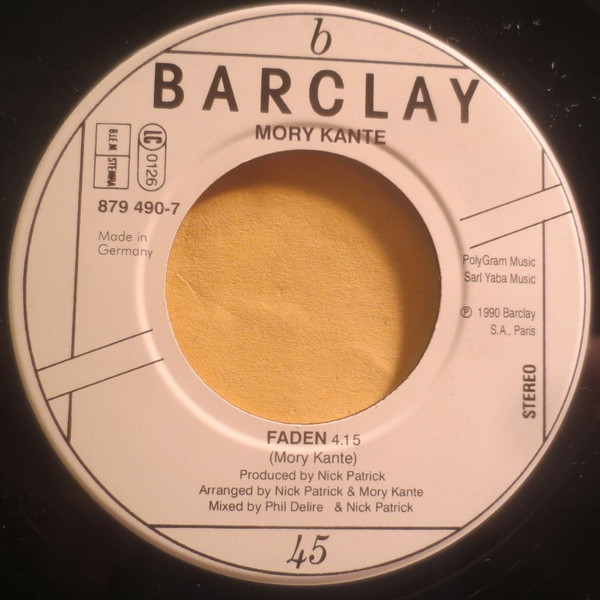 b
BARCLAY
MORY KANTE
B.I.E.M.
STEMRA
LC 0126
879 490-7
Made in
Germany
PolyGram Music
Sarl Yaba Music
℗ 1990 Barclay
S.A., Paris
STEREO
FADEN 4.15
(Mory Kante)
Produced by Nick Patrick
Arranged by Nick Patrick & Mory Kante
Mixed by Phil Delire & Nick Patrick
45